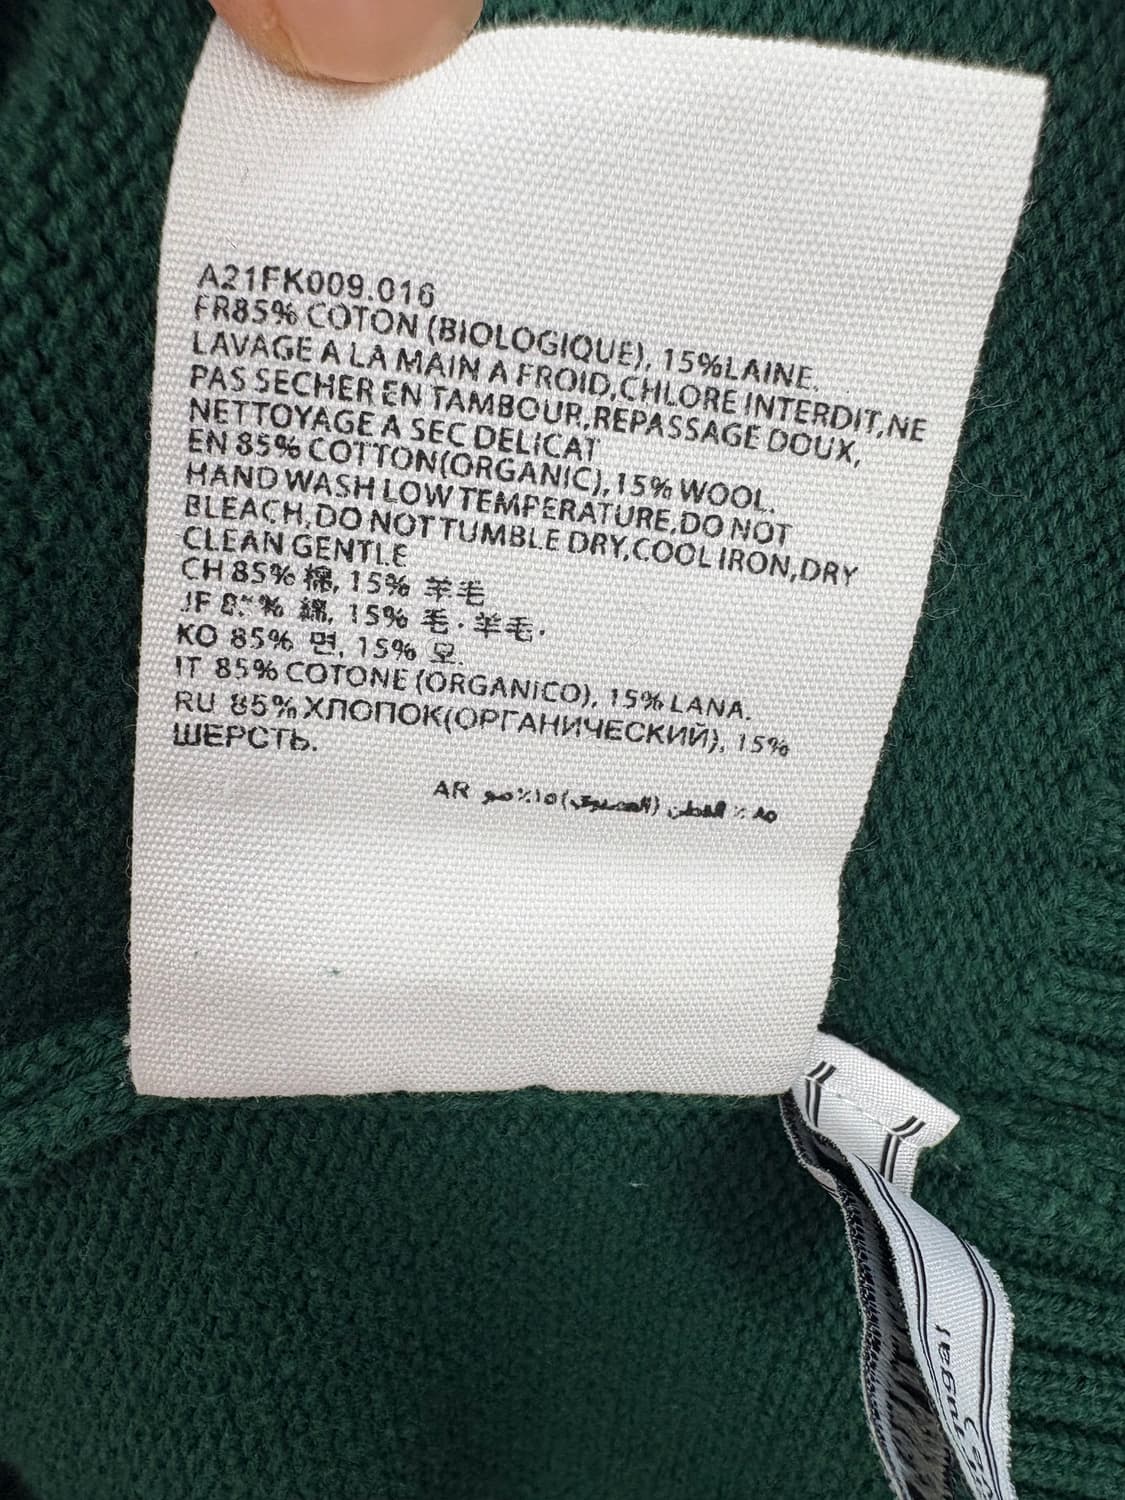 A21FK009.016
FR85% COTON (BIOLOGIQUE), 15%LAINE.
LAVAGE A LA MAIN A FROID,CHLORE INTERDIT,NE
PAS SECHER EN TAMBOUR,REPASSAGE DOUX,
NETTOYAGE A SEC DELICAT
EN 85% COTTON(ORGANIC),15% WOOL.
HAND WASH LOW TEMPERATURE,DO NOT
BLEACH,DO NOT TUMBLE DRY,COOL IRON,DRY
CLEAN GENTLE
CH 85% 棉, 15% 羊毛
綿, 15% 毛·羊毛.
KO 85% 면, 15% 모.
IT 85% COTONE (ORGANICO), 15% LANA.
RU 85% ХЛОПОК(ОРГАНИЧЕСКИЙ), 15%
ШЕРСТЬ.
AR ٨٥ ٪ القطن